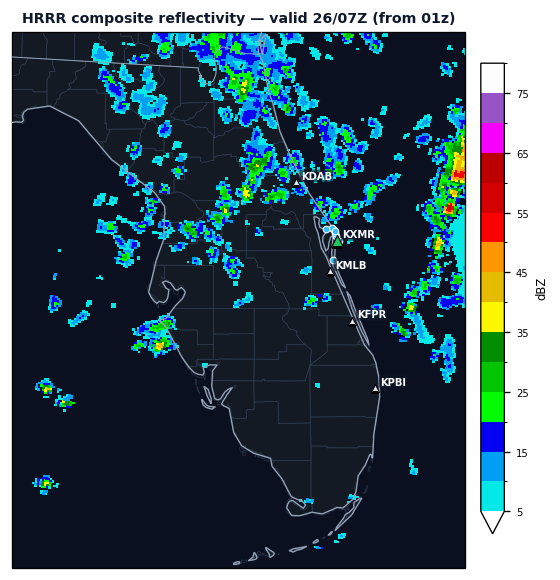 HRRR composite reflectivity — valid 26/07Z (from 01z)
75
65
KDAB
55
KXMR
45
KMLB
dBZ
KFPR
35
KPBI
25
15
5